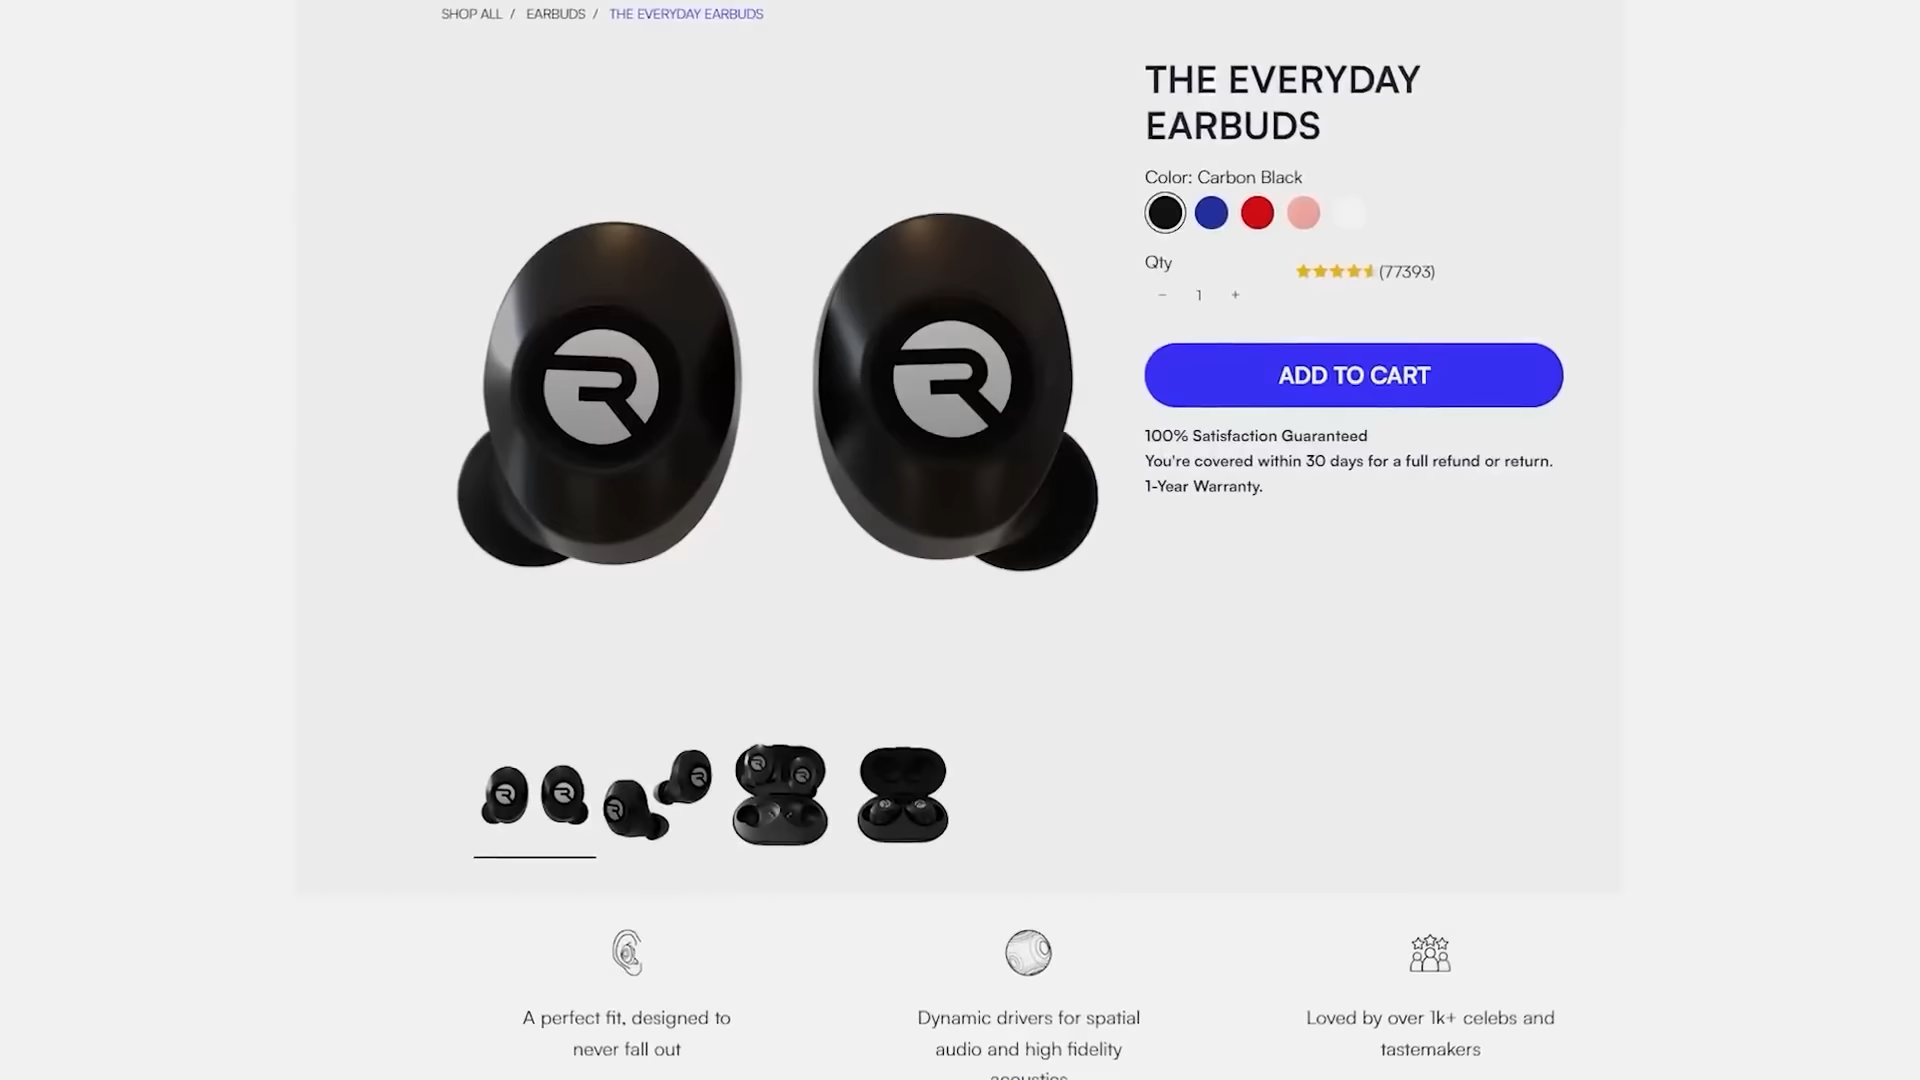 SHOP ALL / EARBUDS / THE EVERYDAY EARBUDS
THE EVERYDAY
EARBUDS
Color: Carbon Black
Qty
(77393)
− 1 +
ADD TO CART
100% Satisfaction Guaranteed
You're covered within 30 days for a full refund or return.
1-Year Warranty.
A perfect fit, designed to
never fall out
Dynamic drivers for spatial
audio and high fidelity
acoustics
Loved by over 1k+ celebs and
tastemakers